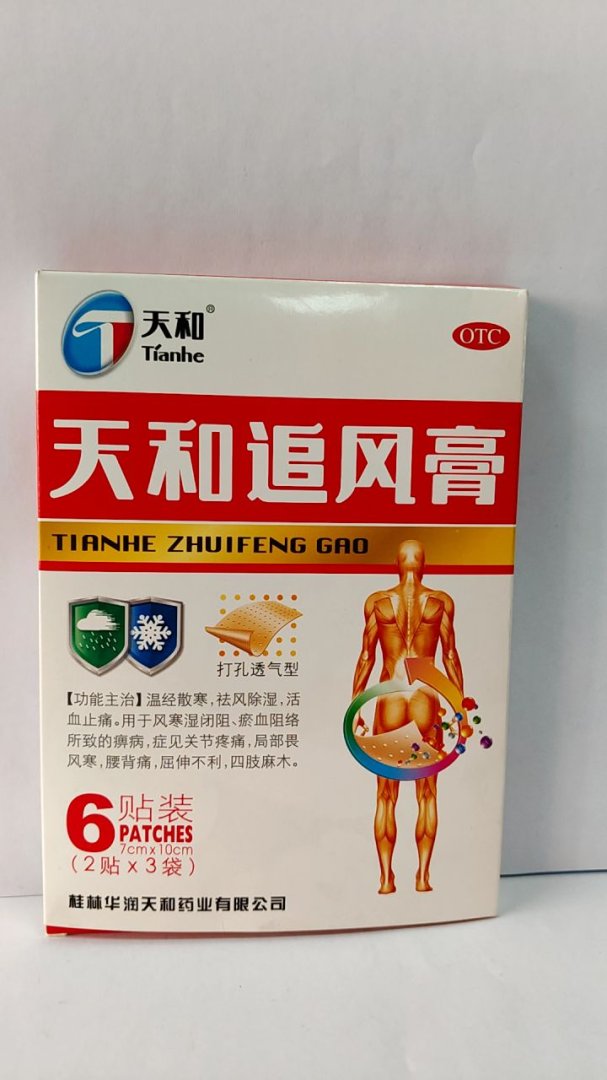 天和®
Tianhe
OTC
天和追风膏
TIANHE ZHUIFENG GAO
打孔透气型
【功能主治】温经散寒,祛风除湿,活
血止痛。用于风寒湿闭阻、瘀血阻络
所致的痹病,症见关节疼痛,局部畏
风寒,腰背痛,屈伸不利,四肢麻木。
6贴装
PATCHES
7cmx10cm
(2贴x3袋)
桂林华润天和药业有限公司